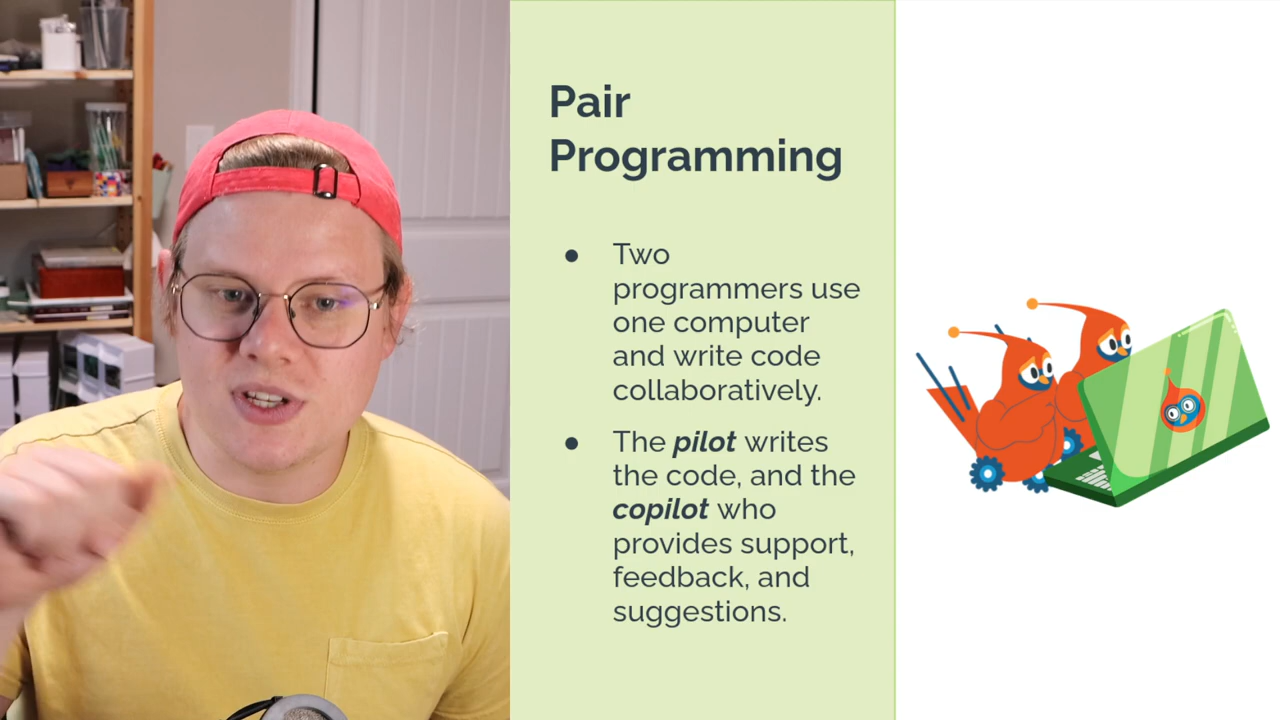 Pair
Programming
● Two
programmers use
one computer
and write code
collaboratively.
● The pilot writes
the code, and the
copilot who
provides support,
feedback, and
suggestions.